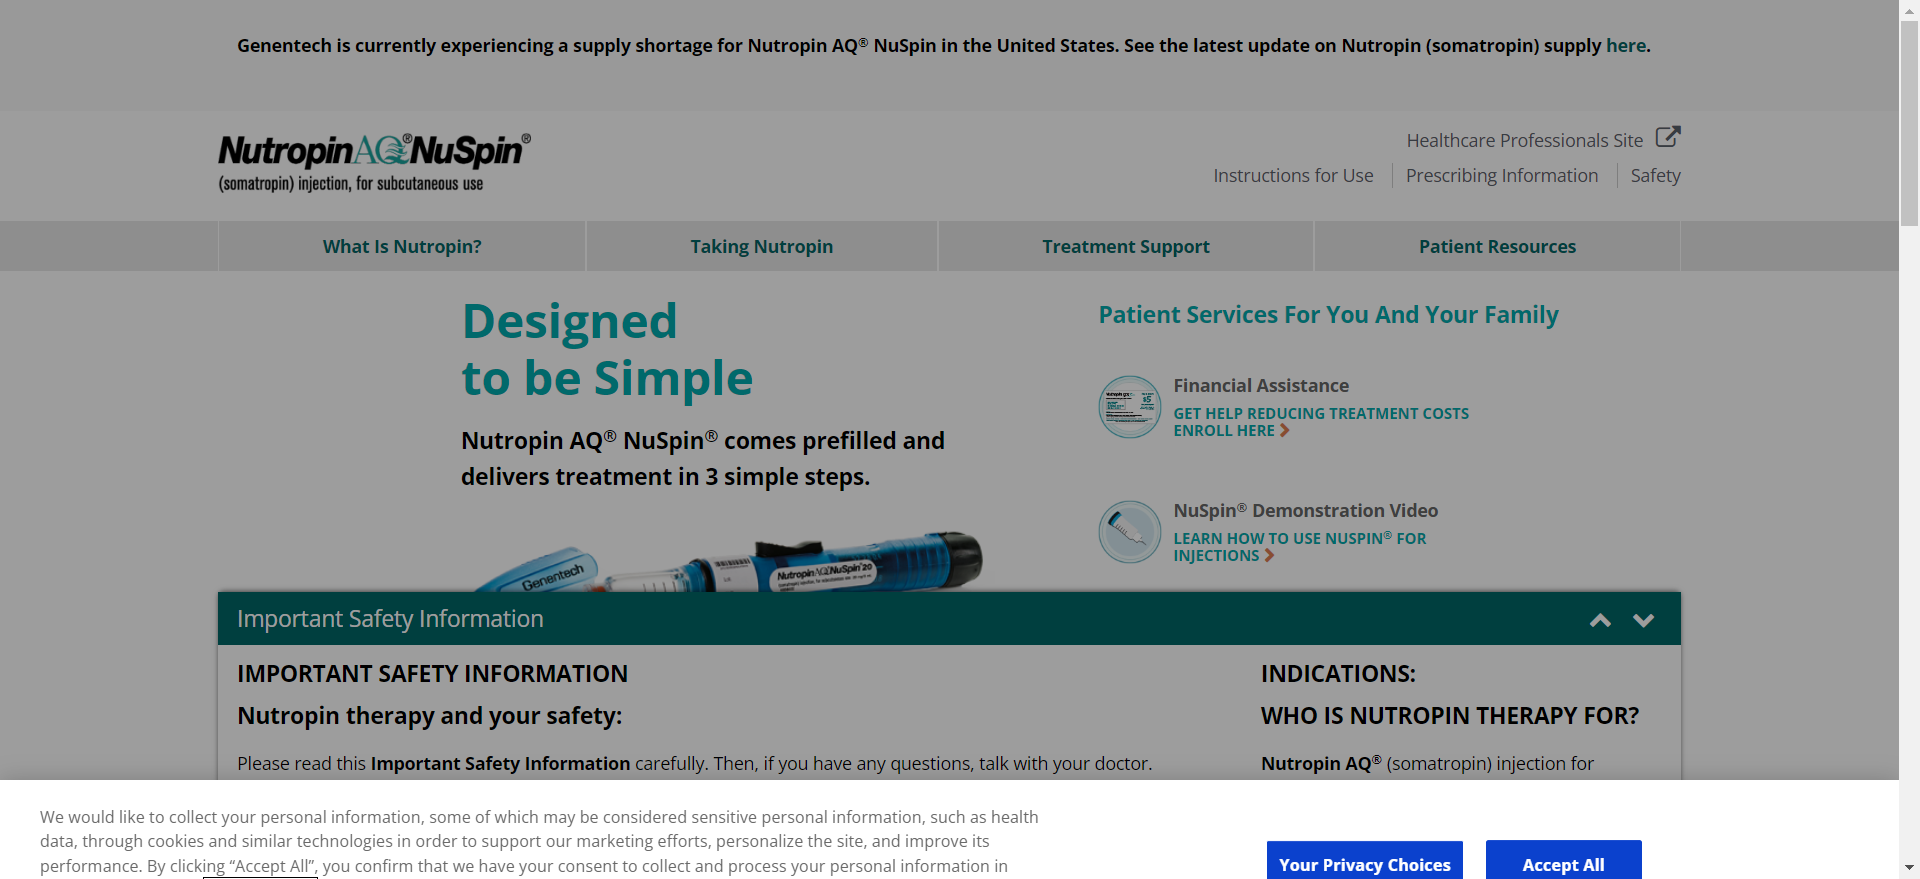 Genentech is currently experiencing a supply shortage for Nutropin AQ® NuSpin in the United States. See the latest update on Nutropin (somatropin) supply here.
NutropinAQ®NuSpin®
(somatropin) injection, for subcutaneous use
Healthcare Professionals Site
Instructions for Use
Prescribing Information
Safety
What Is Nutropin?
Taking Nutropin
Treatment Support
Patient Resources
Designed
to be Simple
Nutropin AQ® NuSpin® comes prefilled and
delivers treatment in 3 simple steps.
Genentech
NutropinAQNuSpin 20
Patient Services For You And Your Family
Financial Assistance
GET HELP REDUCING TREATMENT COSTS
ENROLL HERE
NuSpin® Demonstration Video
LEARN HOW TO USE NUSPIN® FOR
INJECTIONS
Important Safety Information
IMPORTANT SAFETY INFORMATION
Nutropin therapy and your safety:
Please read this Important Safety Information carefully. Then, if you have any questions, talk with your doctor.
INDICATIONS:
WHO IS NUTROPIN THERAPY FOR?
Nutropin AQ® (somatropin) injection for
We would like to collect your personal information, some of which may be considered sensitive personal information, such as health
data, through cookies and similar technologies in order to support our marketing efforts, personalize the site, and improve its
performance. By clicking “Accept All”, you confirm that we have your consent to collect and process your personal information in
Your Privacy Choices
Accept All